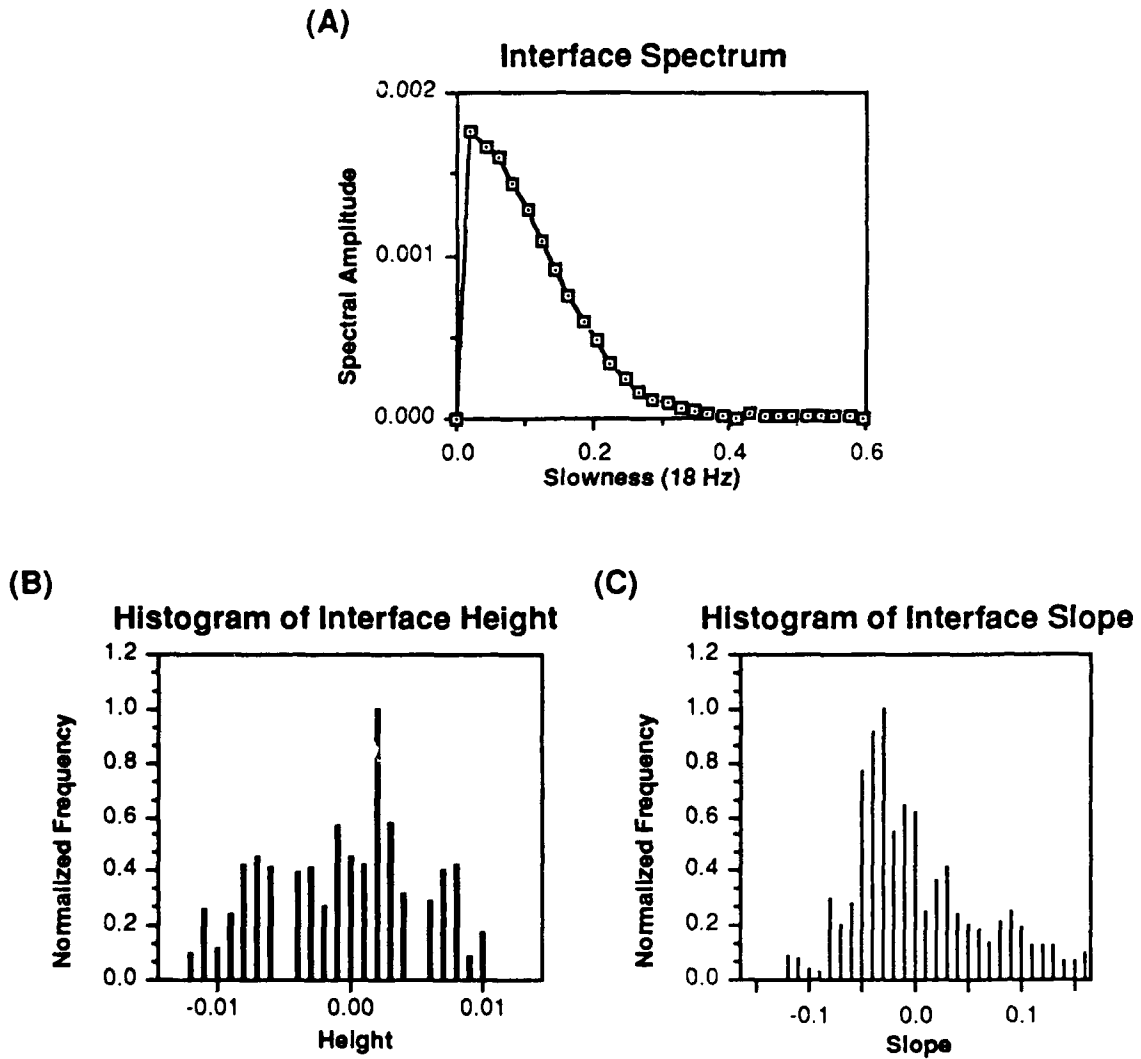 (A)
Interface Spectrum
0.002
0.001
0.000
Spectral Amplitude
0.0 0.2 0.4 0.6
Slowness (18 Hz)
(B)
Histogram of Interface Height
1.2
1.0
0.8
0.6
0.4
0.2
0.0
Normalized Frequency
-0.01 0.00 0.01
Height
(C)
Histogram of Interface Slope
1.2
1.0
0.8
0.6
0.4
0.2
0.0
Normalized Frequency
-0.1 0.0 0.1
Slope